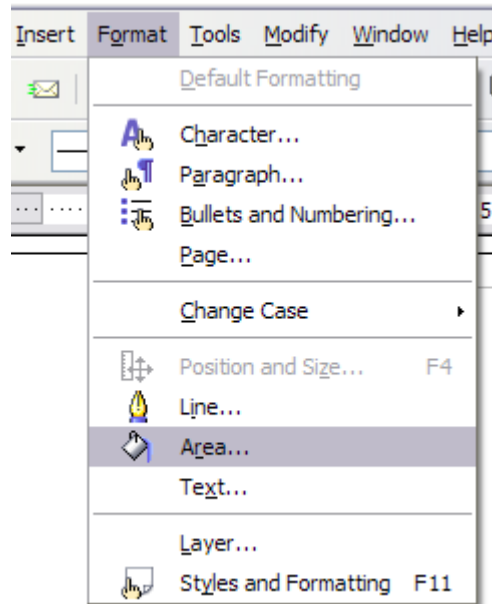 Insert Format Tools Modify Window Help
Default Formatting
Character...
Paragraph...
Bullets and Numbering...
5
Page...
Change Case
Position and Size... F4
Line...
Area...
Text...
Layer...
Styles and Formatting F11